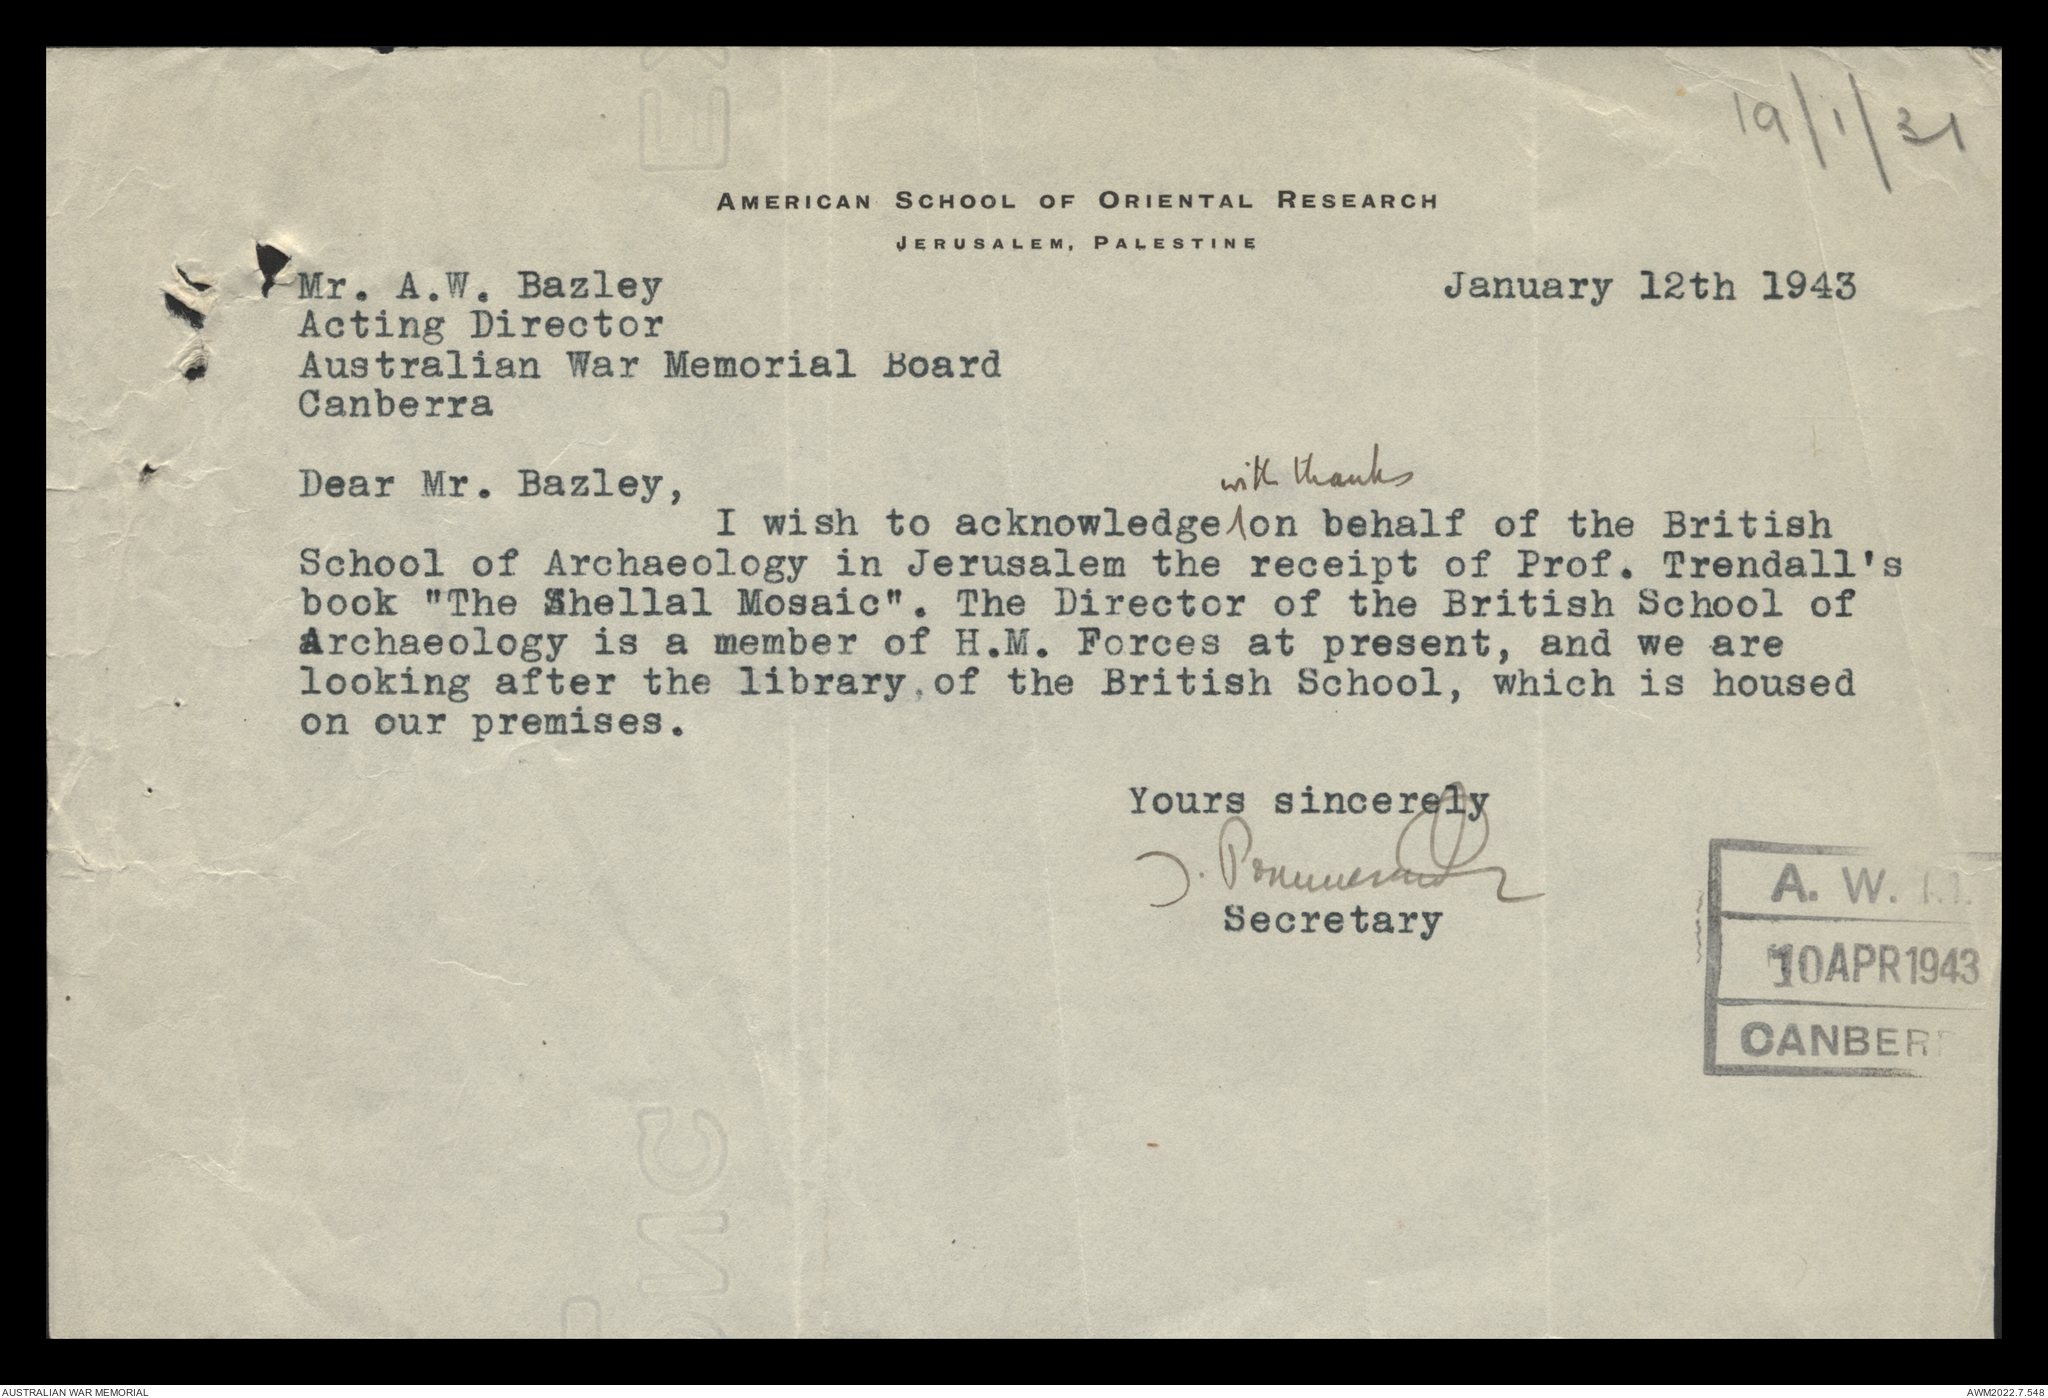 19/1/31
AMERICAN SCHOOL OF ORIENTAL RESEARCH
JERUSALEM, PALESTINE
Mr. A.W. Bazley
January 12th 1943
Acting Director
Australian War Memorial Board
Canberra
Dear Mr. Bazley,
with thanks
I wish to acknowledge on behalf of the British
School of Archaeology in Jerusalem the receipt of Prof. Trendall's
book "The Shellal Mosaic". The Director of the British School of
Archaeology is a member of H.M. Forces at present, and we are
looking after the library of the British School, which is housed
on our premises.
Yours sincerely
Secretary
A. W. M.
10 APR 1943
CANBERR
AUSTRALIAN WAR MEMORIAL
AWM2022.7.548